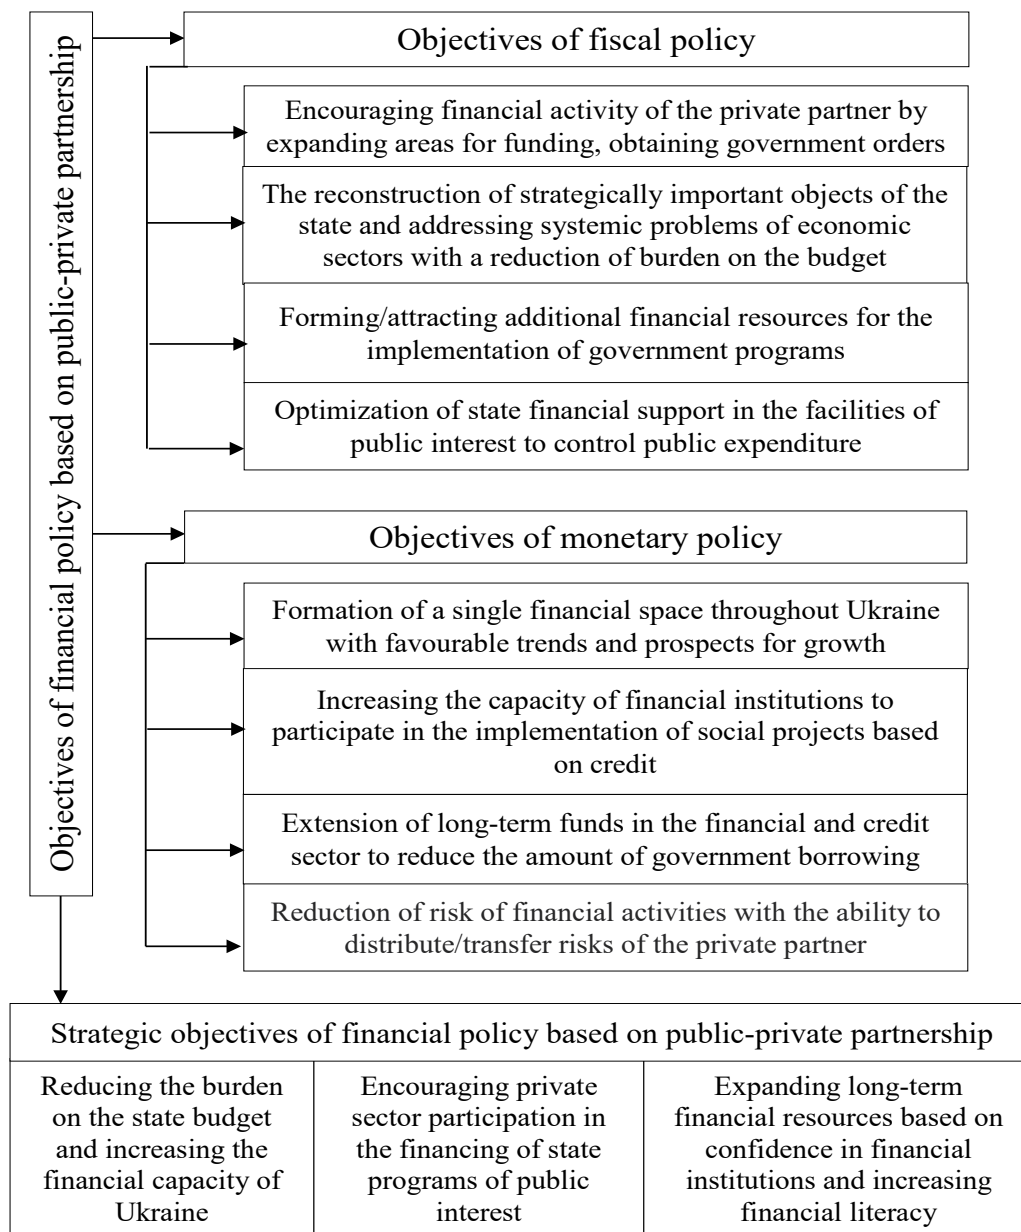 Objectives of financial policy based on public-private partnership
Objectives of fiscal policy
Encouraging financial activity of the private partner by
expanding areas for funding, obtaining government orders
The reconstruction of strategically important objects of the
state and addressing systemic problems of economic
sectors with a reduction of burden on the budget
Forming/attracting additional financial resources for the
implementation of government programs
Optimization of state financial support in the facilities of
public interest to control public expenditure
Objectives of monetary policy
Formation of a single financial space throughout Ukraine
with favourable trends and prospects for growth
Increasing the capacity of financial institutions to
participate in the implementation of social projects based
on credit
Extension of long-term funds in the financial and credit
sector to reduce the amount of government borrowing
Reduction of risk of financial activities with the ability to
distribute/transfer risks of the private partner
Strategic objectives of financial policy based on public-private partnership
Reducing the burden
on the state budget
and increasing the
financial capacity of
Ukraine
Encouraging private
sector participation in
the financing of state
programs of public
interest
Expanding long-term
financial resources based on
confidence in financial
institutions and increasing
financial literacy